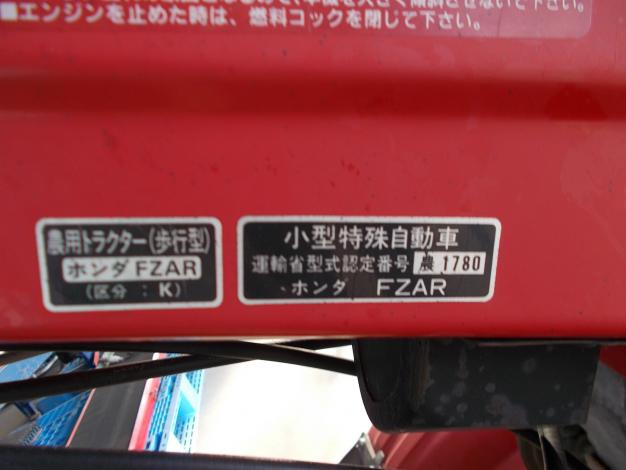 ■エンジンを止めた時は、燃料コックを閉じて下さい。
農用トラクター(歩行型)
ホンダ FZAR
(区分 : K)
小型特殊自動車
運輸省型式認定番号 農 1780
ホンダ FZAR